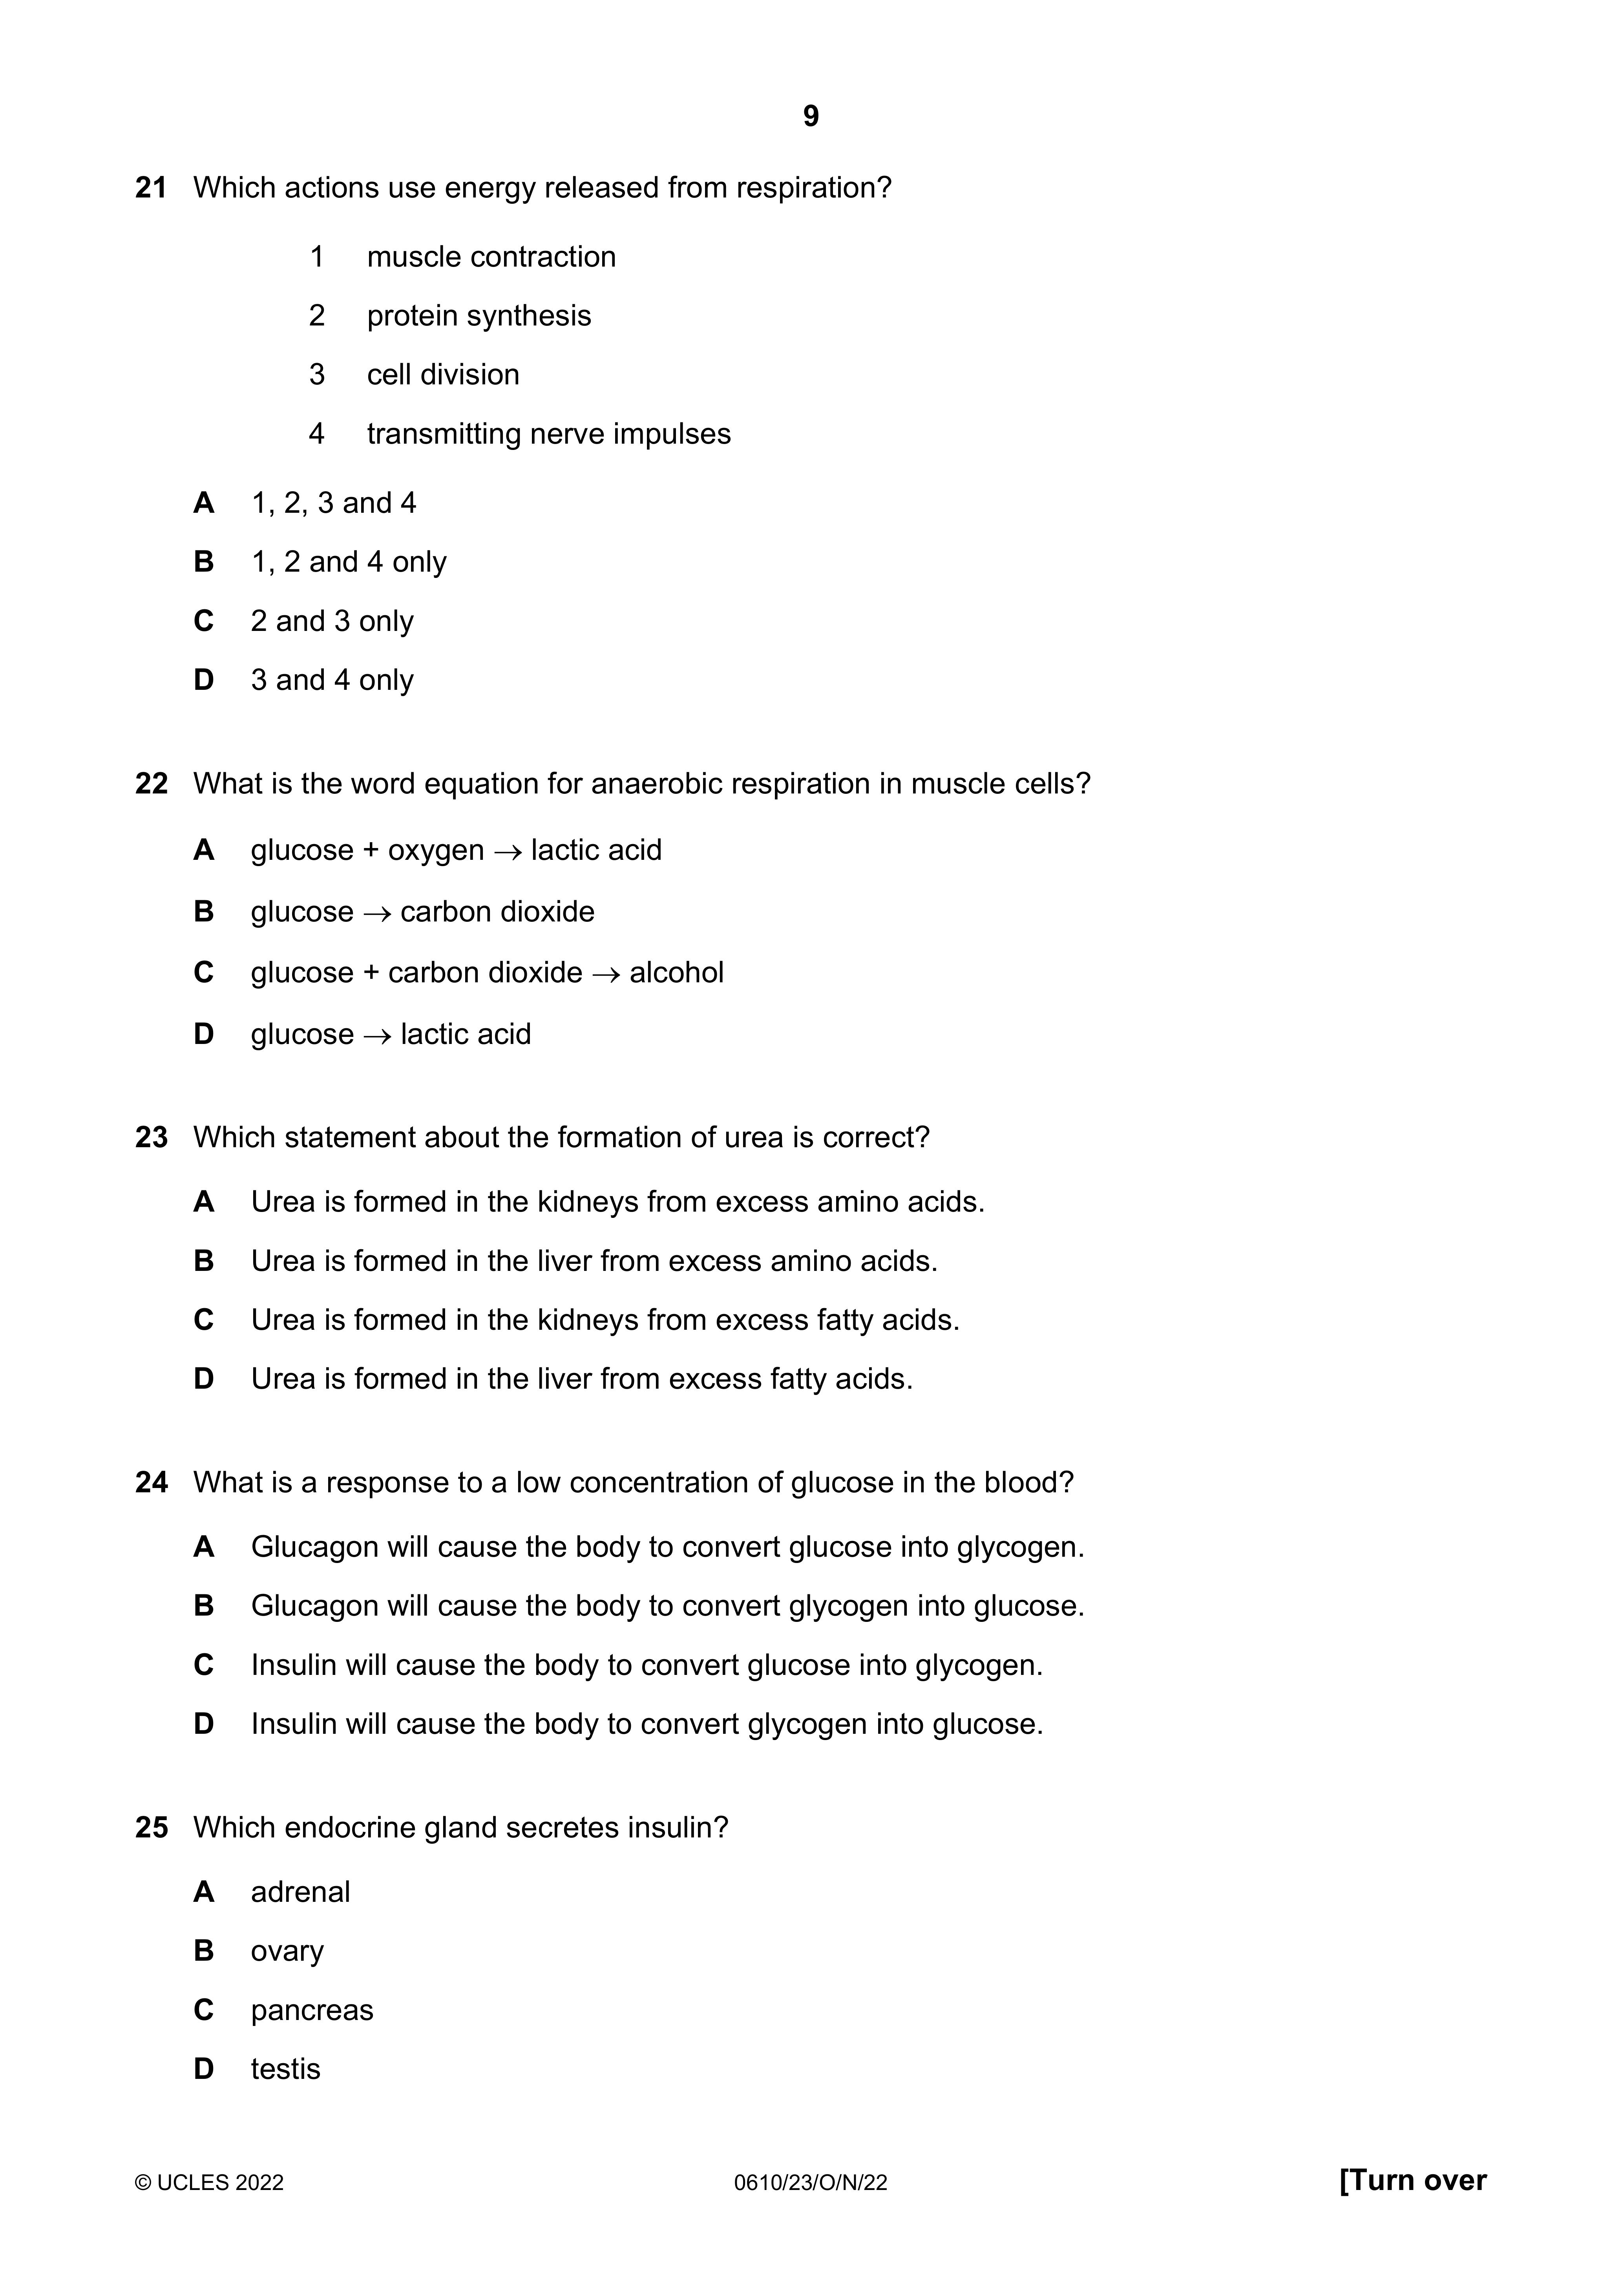 9
21 Which actions use energy released from respiration?
1 muscle contraction
2 protein synthesis
3 cell division
4 transmitting nerve impulses
A 1, 2, 3 and 4
B 1, 2 and 4 only
C 2 and 3 only
D 3 and 4 only
22 What is the word equation for anaerobic respiration in muscle cells?
A glucose + oxygen → lactic acid
B glucose → carbon dioxide
C glucose + carbon dioxide → alcohol
D glucose → lactic acid
23 Which statement about the formation of urea is correct?
A Urea is formed in the kidneys from excess amino acids.
B Urea is formed in the liver from excess amino acids.
C Urea is formed in the kidneys from excess fatty acids.
D Urea is formed in the liver from excess fatty acids.
24 What is a response to a low concentration of glucose in the blood?
A Glucagon will cause the body to convert glucose into glycogen.
B Glucagon will cause the body to convert glycogen into glucose.
C Insulin will cause the body to convert glucose into glycogen.
D Insulin will cause the body to convert glycogen into glucose.
25 Which endocrine gland secretes insulin?
A adrenal
B ovary
C pancreas
D testis
© UCLES 2022 0610/23/O/N/22 [Turn over